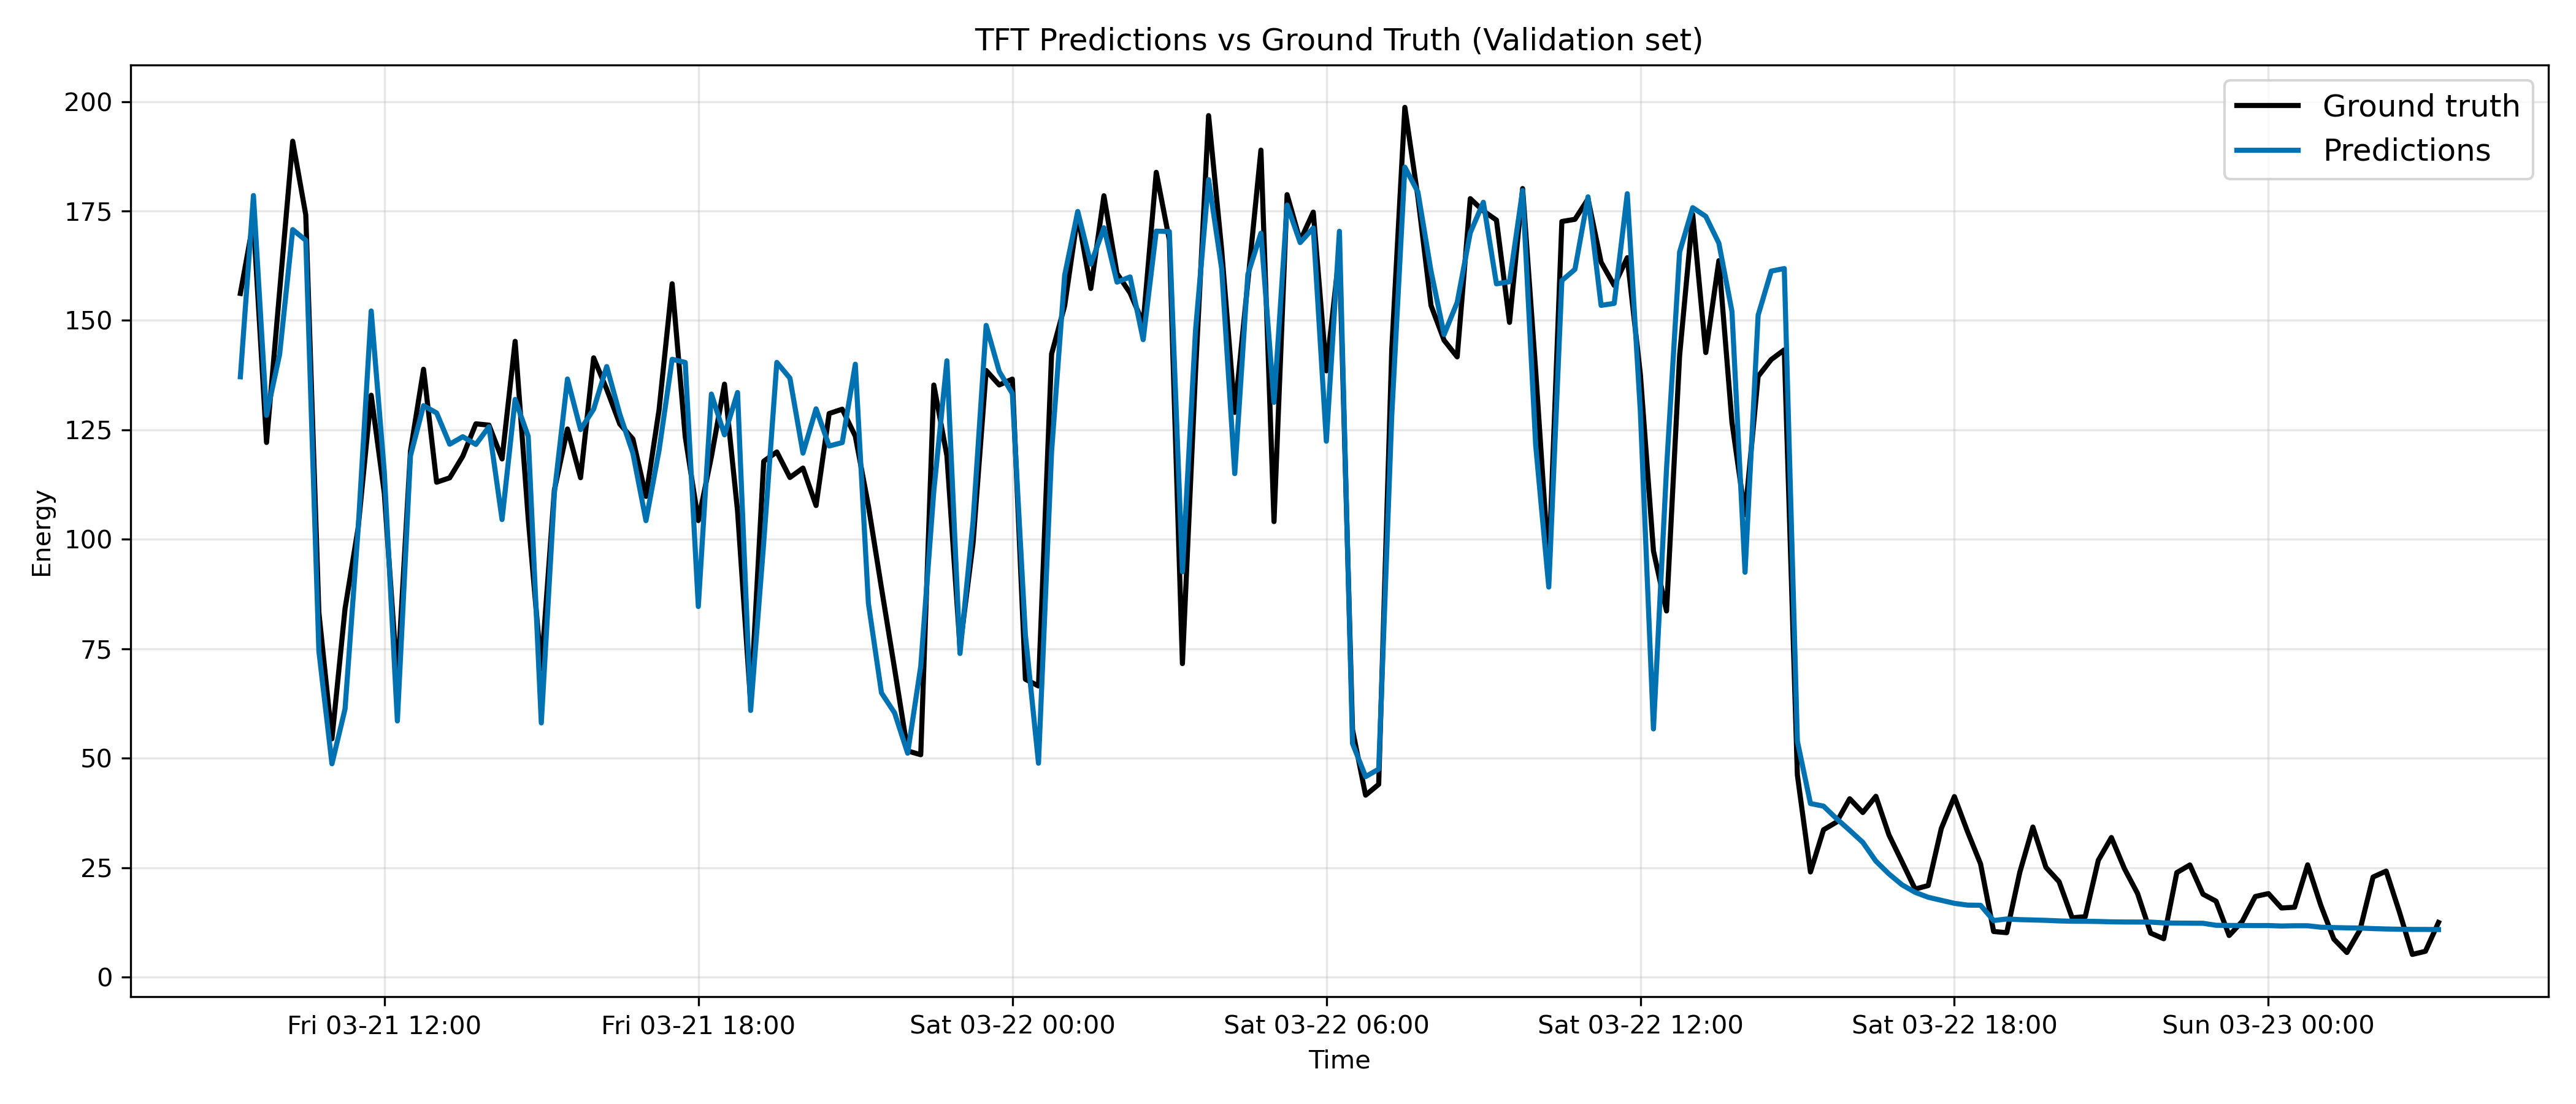 TFT Predictions vs Ground Truth (Validation set)
Ground truth
Predictions
200
175
150
125
100
75
50
25
0
Energy
Fri 03-21 12:00
Fri 03-21 18:00
Sat 03-22 00:00
Sat 03-22 06:00
Sat 03-22 12:00
Sat 03-22 18:00
Sun 03-23 00:00
Time